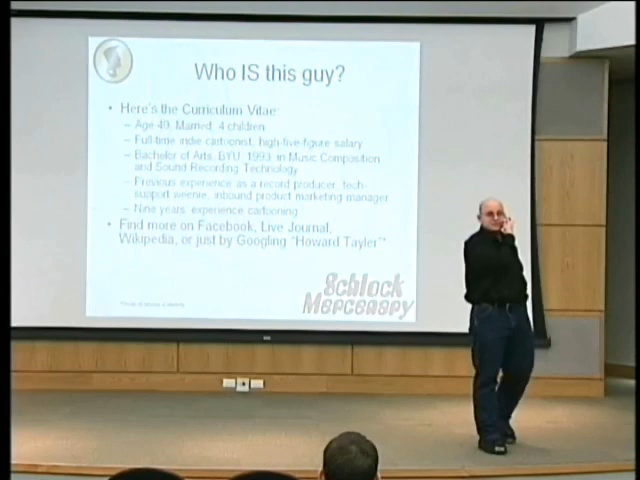 Who IS this guy?
• Here's the Curriculum Vitae:
– Age 40, Married, 4 children
– Full-time indie cartoonist, high-five-figure-salary
– Bachelor of Arts, BYU, 1993, in Music Composition
and Sound Recording Technology
– Previous experience as a record producer, tech-
support weenie, inbound product marketing manager
– Nine years' experience cartooning
• Find more on Facebook, Live Journal,
Wikipedia, or just by Googling "Howard Tayler"*
Schlock
Mercenary